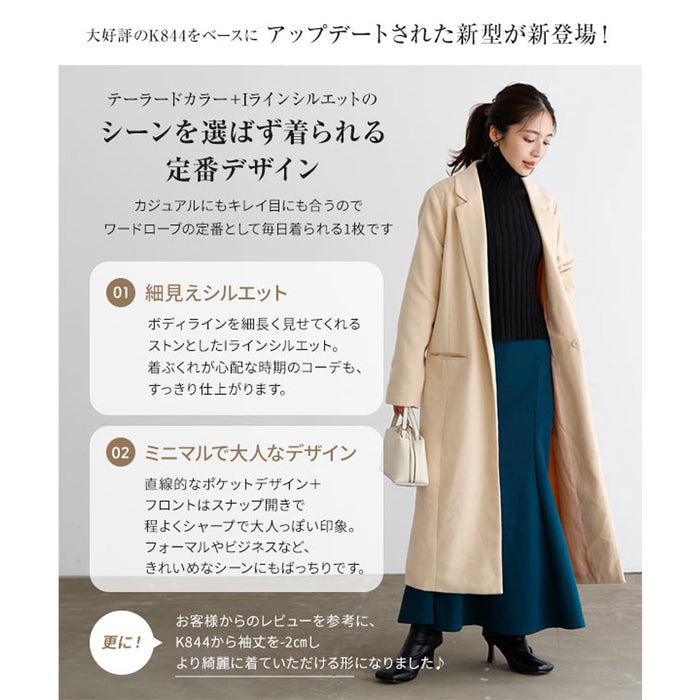 大好評のK844をベースに アップデートされた新型が新登場！
テーラードカラー+Iラインシルエットの
シーンを選ばず着られる
定番デザイン
カジュアルにもキレイ目にも合うので
ワードローブの定番として毎日着られる1枚です
01 細見えシルエット
ボディラインを細長く見せてくれる
ストンとしたIラインシルエット。
着ぶくれが心配な時期のコーデも、
すっきり仕上がります。
02 ミニマルで大人なデザイン
直線的なポケットデザイン+
フロントはスナップ開きで
程よくシャープで大人っぽい印象。
フォーマルやビジネスなど、
きれいめなシーンにもばっちりです。
更に！
お客様からのレビューを参考に、
K844から袖丈を-2㎝し
より綺麗に着ていただける形になりました♪